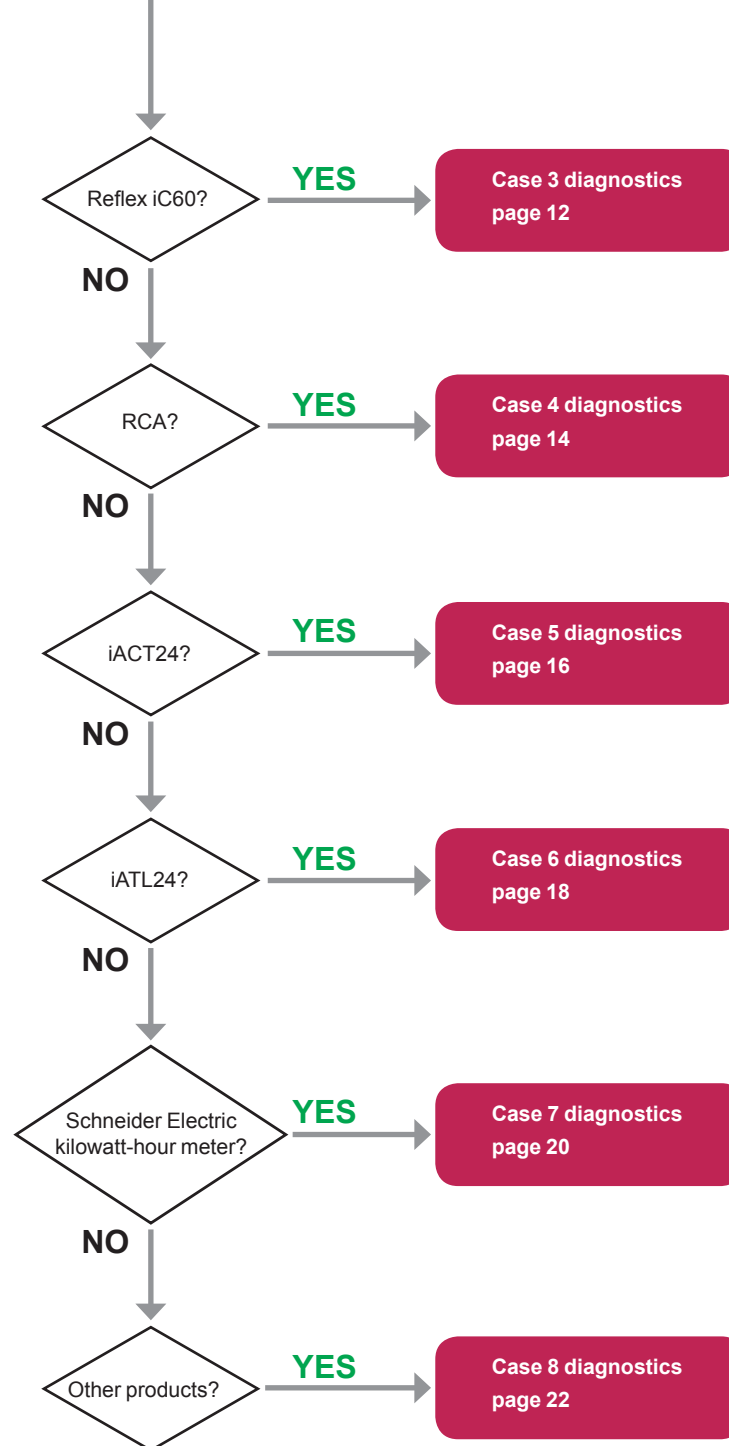 Reflex iC60?
YES
Case 3 diagnostics
page 12
NO
RCA?
YES
Case 4 diagnostics
page 14
NO
iACT24?
YES
Case 5 diagnostics
page 16
NO
iATL24?
YES
Case 6 diagnostics
page 18
NO
Schneider Electric
kilowatt-hour meter?
YES
Case 7 diagnostics
page 20
NO
Other products?
YES
Case 8 diagnostics
page 22